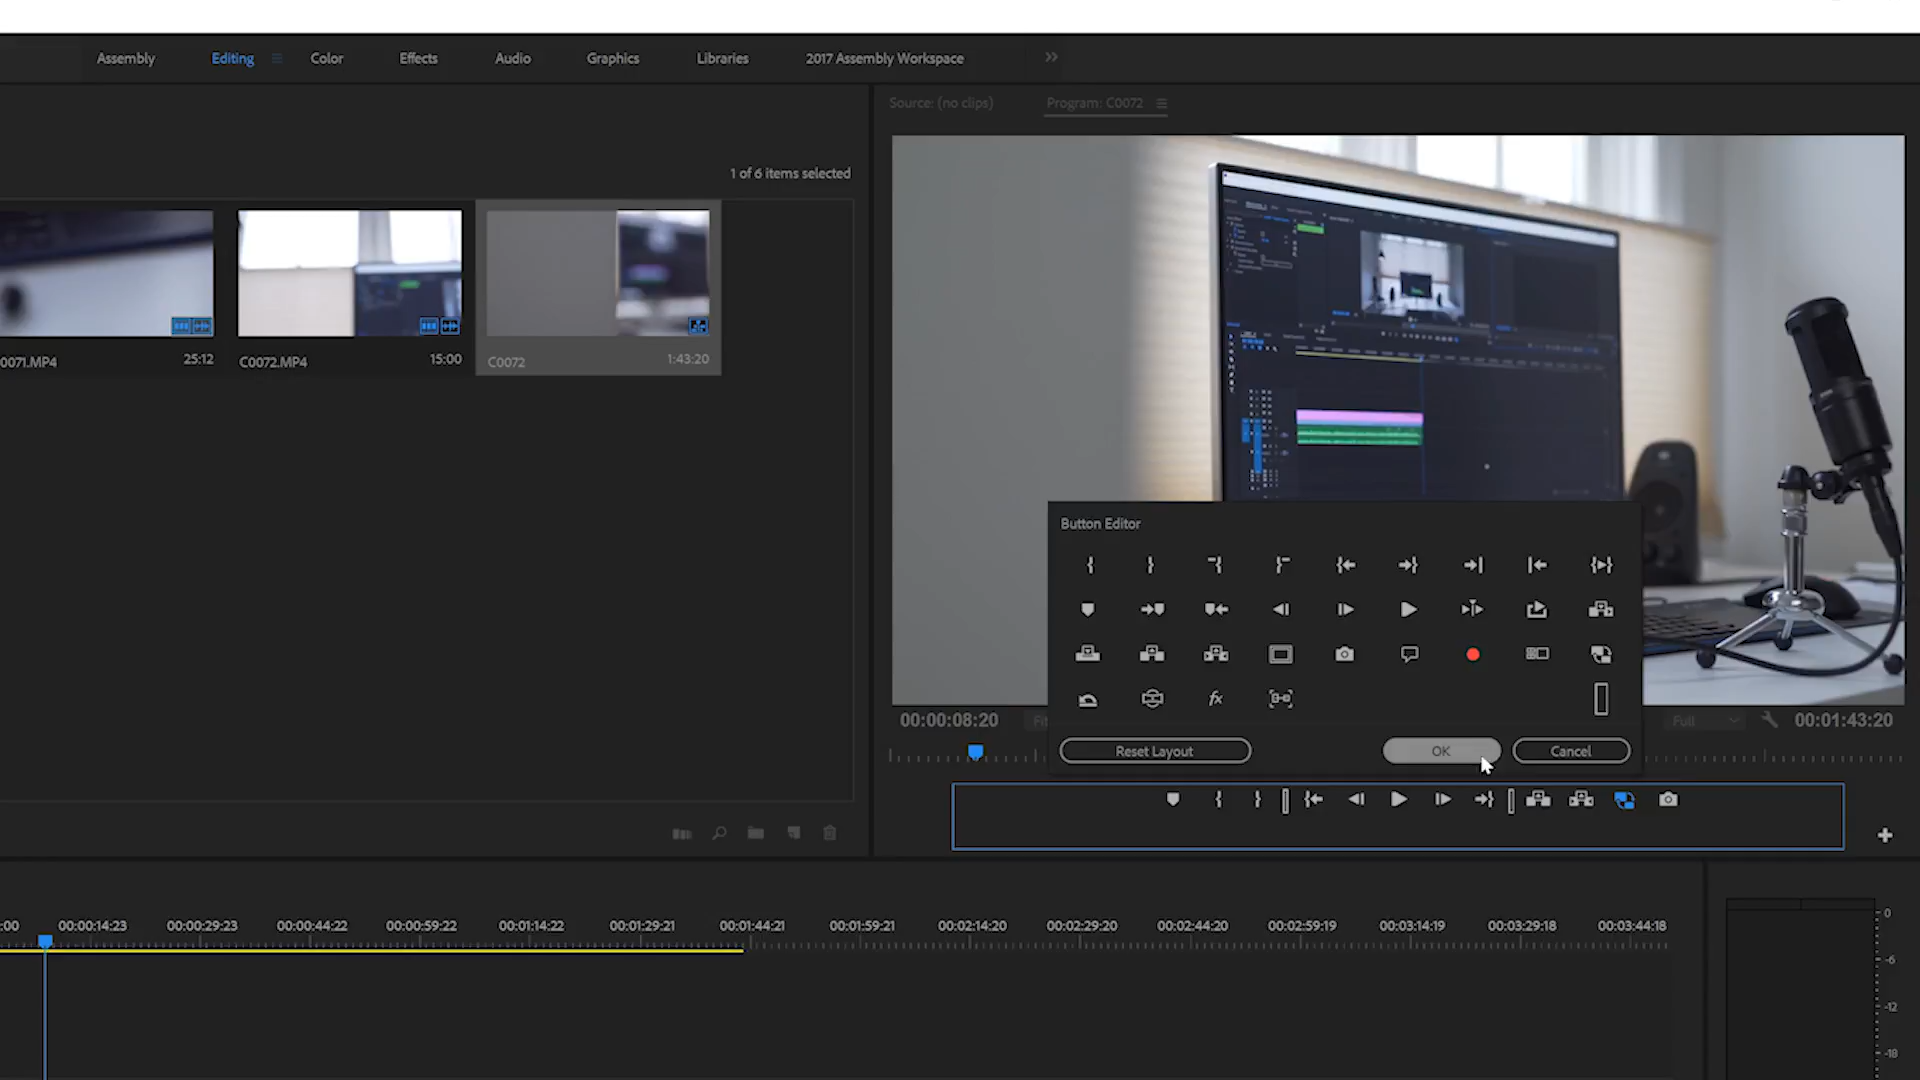 Assembly Editing Color Effects Audio Graphics Libraries 2017 Assembly Workspace
Source: (no clips) Program: C0072
1 of 6 items selected
0071.MP4 25:12
C0072.MP4 15:00
C0072 1:43:20
Button Editor
fx
Reset Layout OK Cancel
00:00:08:20 Fit Full 00:01:43:20
:00 00:00:14:23 00:00:29:23 00:00:44:22 00:00:59:22 00:01:14:22 00:01:29:21 00:01:44:21 00:01:59:21 00:02:14:20 00:02:29:20 00:02:44:20 00:02:59:19 00:03:14:19 00:03:29:18 00:03:44:18
0
-6
-12
-18